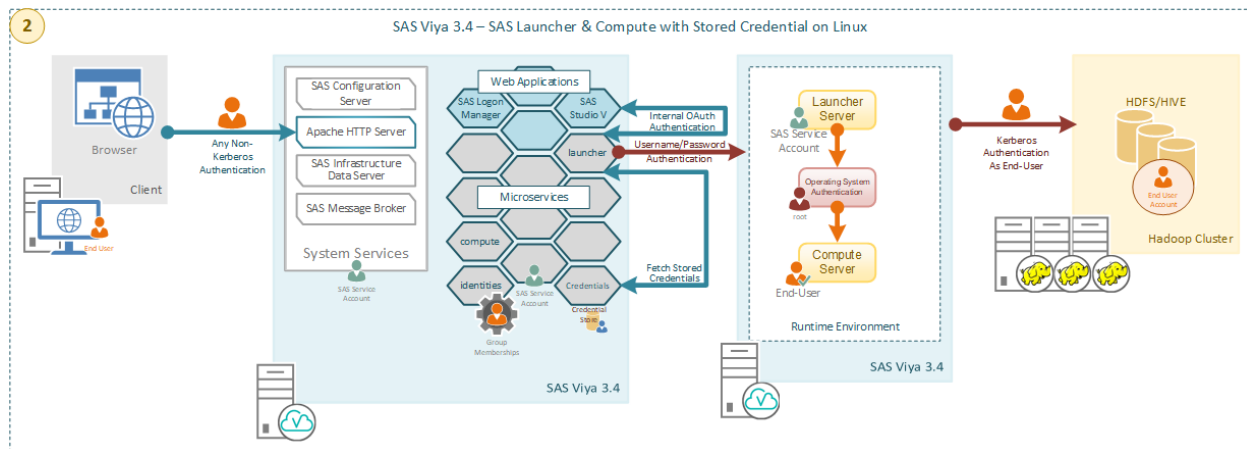 2
SAS Viya 3.4 – SAS Launcher & Compute with Stored Credential on Linux
Browser
Client
End User
Any Non-
Kerberos
Authentication
SAS Configuration
Server
Apache HTTP Server
SAS Infrastructure
Data Server
SAS Message Broker
System Services
SAS Service
Account
Web Applications
SAS Logon
Manager
SAS
Studio V
launcher
Microservices
compute
identities
SAS Service
Account
Credentials
Credential
Store
Group
Memberships
SAS Viya 3.4
Internal OAuth
Authentication
Username/Password
Authentication
Fetch Stored
Credentials
Launcher
Server
SAS Service
Account
Operating System
Authentication
root
Compute
Server
End-User
Runtime Environment
SAS Viya 3.4
Kerberos
Authentication
As End-User
HDFS/HIVE
End User
Account
Hadoop Cluster